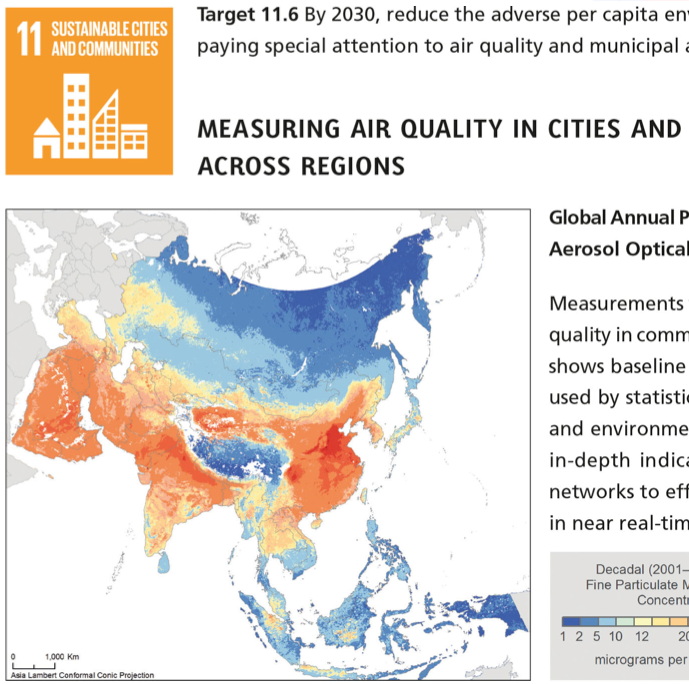 11 SUSTAINABLE CITIES
AND COMMUNITIES
Target 11.6 By 2030, reduce the adverse per capita
paying special attention to air quality and municipal
MEASURING AIR QUALITY IN CITIES AND
ACROSS REGIONS
Global Annual P
Aerosol Optical
Measurements
quality in comm
shows baseline
used by statistic
and environme
in-depth indica
networks to eff
in near real-tim
Decadal (2001–
Fine Particulate M
Concentr
1 2 5 10 12 20
micrograms per
0 1,000 Km
Asia Lambert Conformal Conic Projection